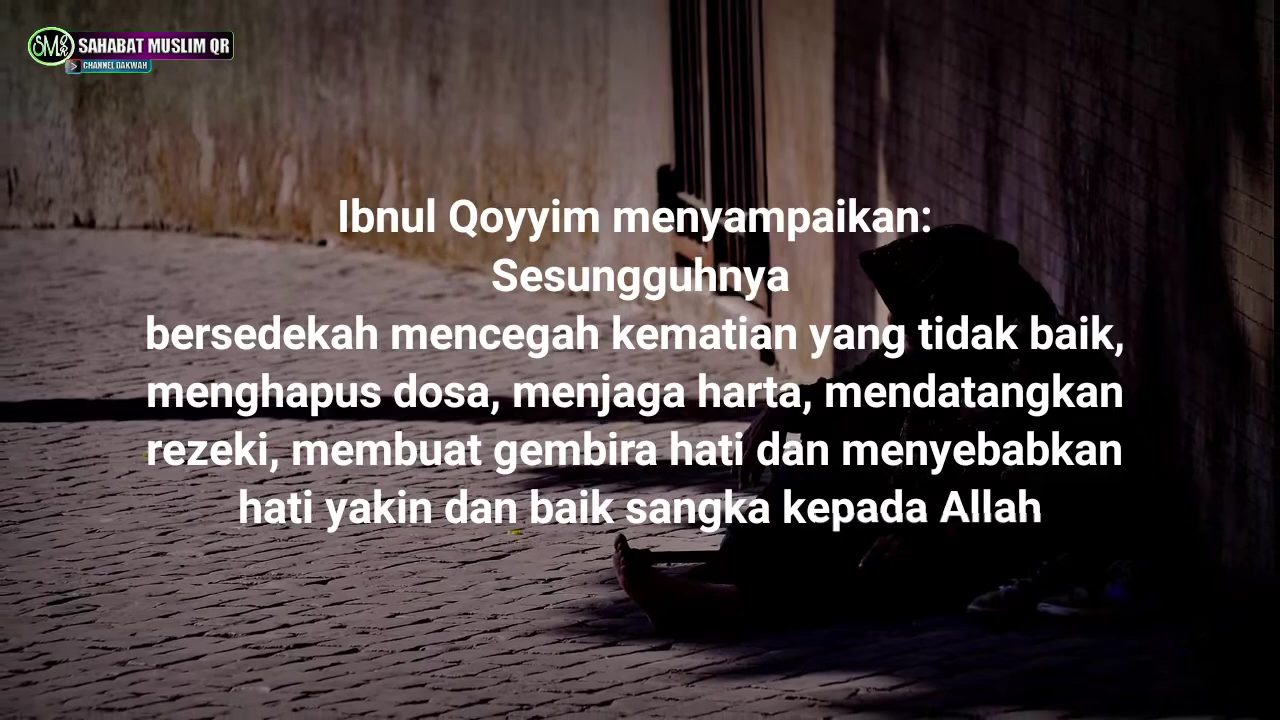 SMR
SAHABAT MUSLIM QR
CHANNEL DAKWAH
Ibnul Qoyyim menyampaikan:
Sesungguhnya
bersedekah mencegah kematian yang tidak baik,
menghapus dosa, menjaga harta, mendatangkan
rezeki, membuat gembira hati dan menyebabkan
hati yakin dan baik sangka kepada Allah